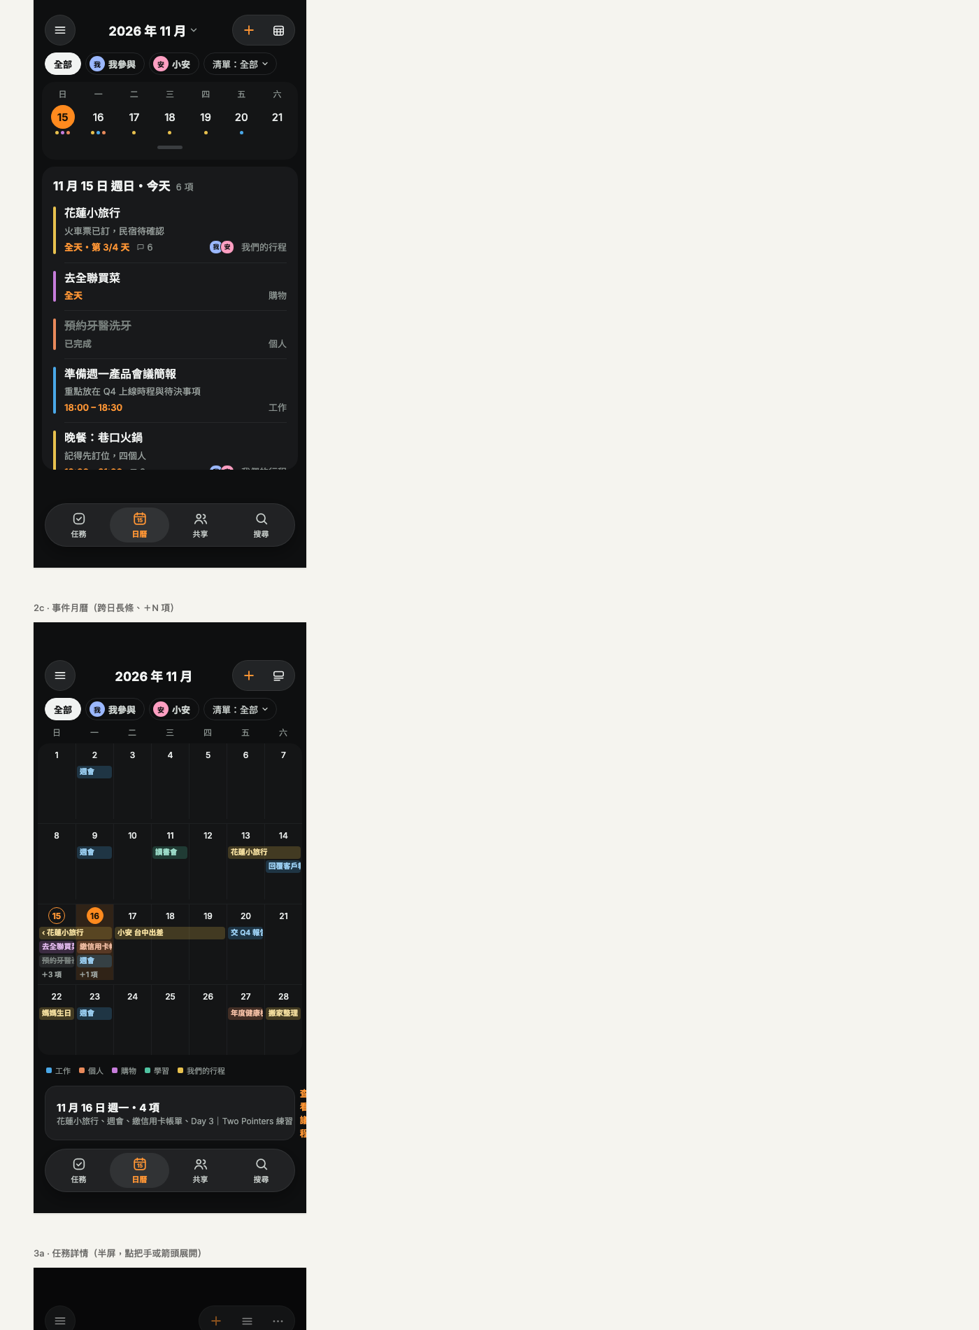 2026 年 11 月
全部
我 我參與
安 小安
清單：全部
日 一 二 三 四 五 六
15 16 17 18 19 20 21
11 月 15 日 週日・今天 6 項
花蓮小旅行
火車票已訂，民宿待確認
全天・第 3/4 天 6 我 安 我們的行程
去全聯買菜
全天 購物
預約牙醫洗牙
已完成 個人
準備週一產品會議簡報
重點放在 Q4 上線時程與待決事項
18:00 – 18:30 工作
晚餐：巷口火鍋
記得先訂位，四個人
任務 日曆 共享 搜尋
2c · 事件月曆（跨日長條、＋N 項）
2026 年 11 月
全部
我 我參與
安 小安
清單：全部
日 一 二 三 四 五 六
1 2 3 4 5 6 7
週會
8 9 10 11 12 13 14
週會 讀書會 花蓮小旅行
回覆客戶
15 16 17 18 19 20 21
‹ 花蓮小旅行 小安 台中出差 交 Q4 報
去全聯買 繳信用卡
預約牙醫 週會
+3 項 +1 項
22 23 24 25 26 27 28
媽媽生日 週會 年度健康 搬家整理
工作 個人 購物 學習 我們的行程
11 月 16 日 週一・4 項
花蓮小旅行、週會、繳信用卡帳單、Day 3｜Two Pointers 練習
查看議程
任務 日曆 共享 搜尋
3a · 任務詳情（半屏，點把手或箭頭展開）